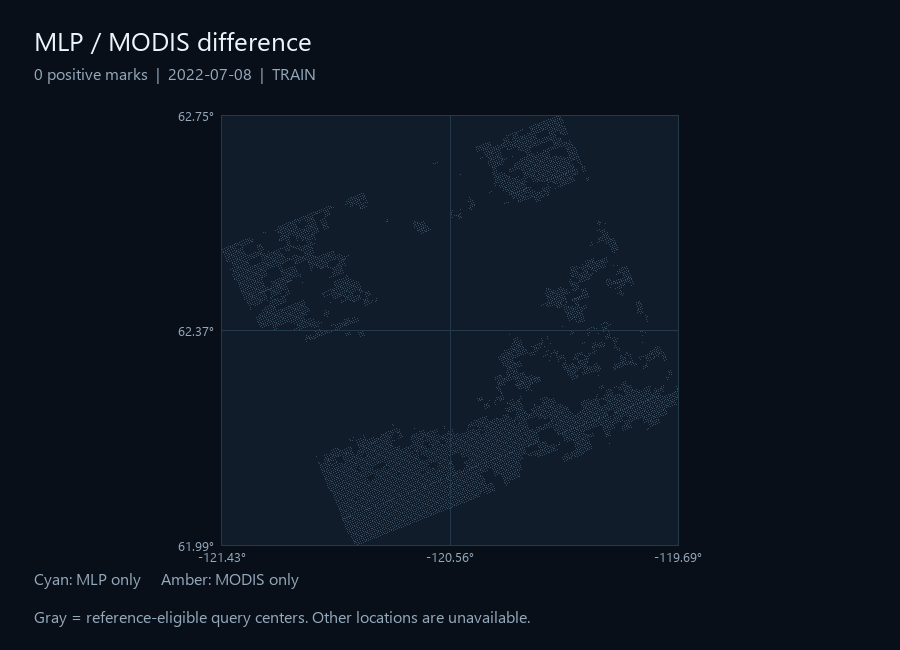 MLP / MODIS difference
0 positive marks | 2022-07-08 | TRAIN
62.75°
62.37°
61.99°
-121.43° -120.56° -119.69°
Cyan: MLP only Amber: MODIS only
Gray = reference-eligible query centers. Other locations are unavailable.